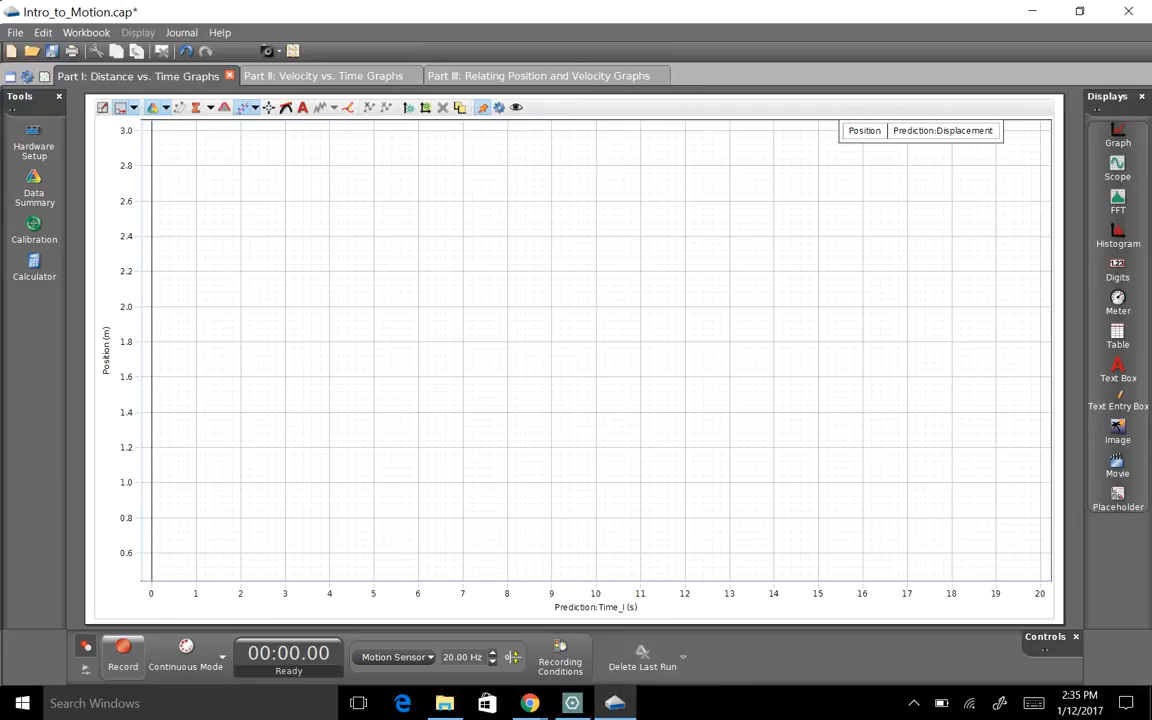 Intro_to_Motion.cap*
File Edit Workbook Display Journal Help
Part I: Distance vs. Time Graphs Part II: Velocity vs. Time Graphs Part III: Relating Position and Velocity Graphs
Tools
Hardware
Setup
Data
Summary
Calibration
Calculator
Position Prediction:Displacement
3.0
2.8
2.6
2.4
2.2
2.0
1.8
1.6
1.4
1.2
1.0
0.8
0.6
Position (m)
0 1 2 3 4 5 6 7 8 9 10 11 12 13 14 15 16 17 18 19 20
Prediction:Time_I (s)
Displays
Graph
Scope
FFT
Histogram
1.23
Digits
Meter
Table
Text Box
Text Entry Box
Image
Movie
Placeholder
Record
Continuous Mode
00:00.00
Ready
Motion Sensor
20.00 Hz
Recording
Conditions
Delete Last Run
Controls
Search Windows
2:35 PM
1/12/2017